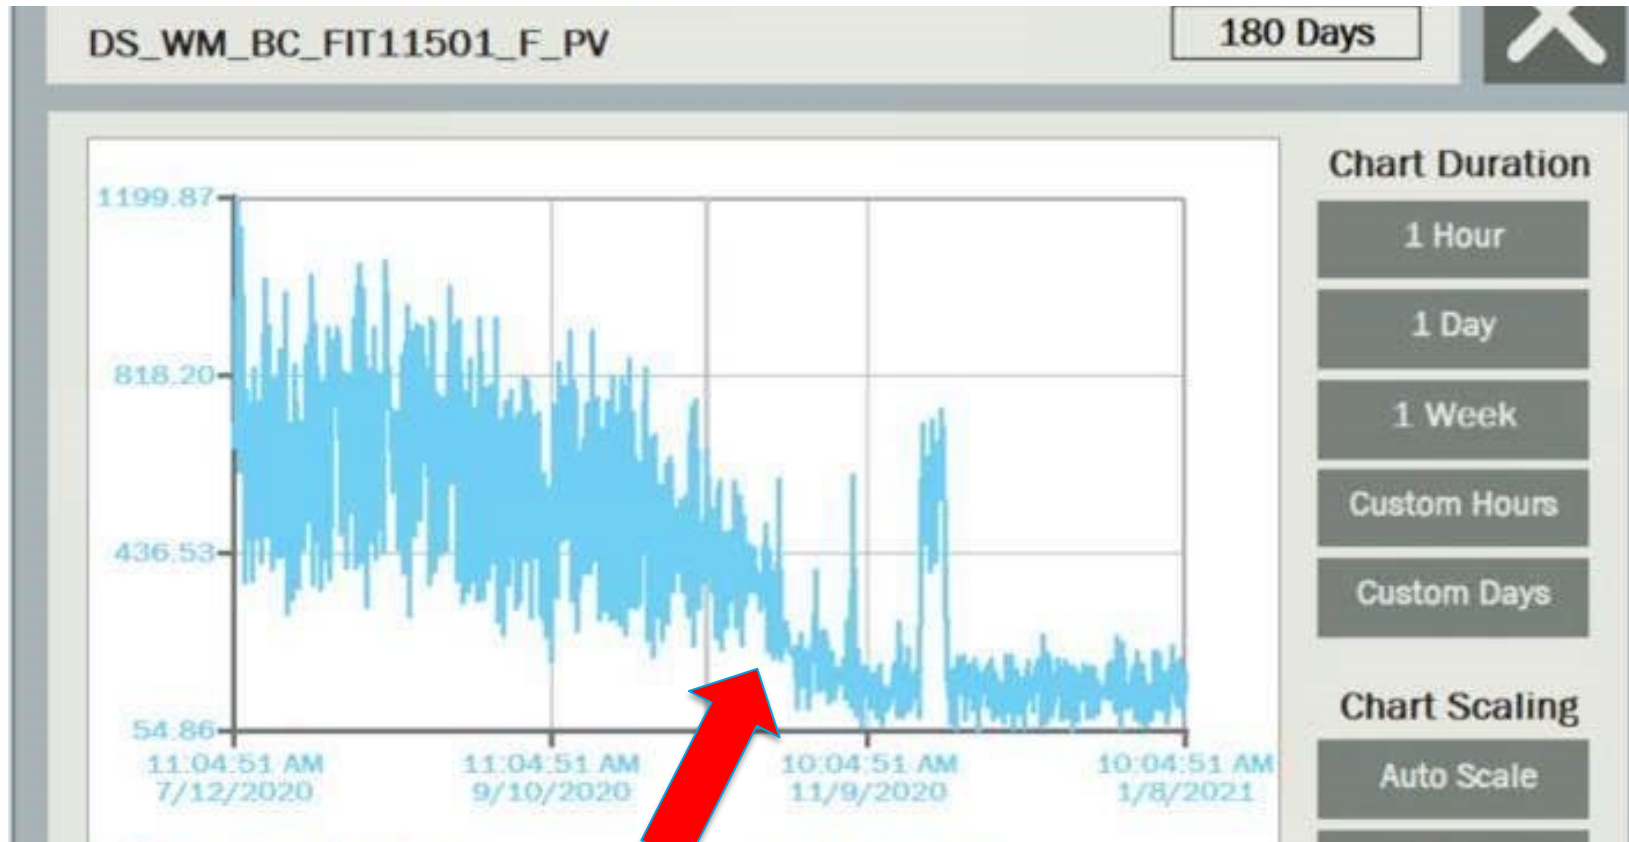 DS_WM_BC_FIT11501_F_PV
180 Days
Chart Duration
1199.87
1 Hour
818.20
1 Day
1 Week
436.53
Custom Hours
Custom Days
54.86
Chart Scaling
11:04:51 AM 11:04:51 AM 10:04:51 AM 10:04:51 AM
7/12/2020 9/10/2020 11/9/2020 1/8/2021
Auto Scale